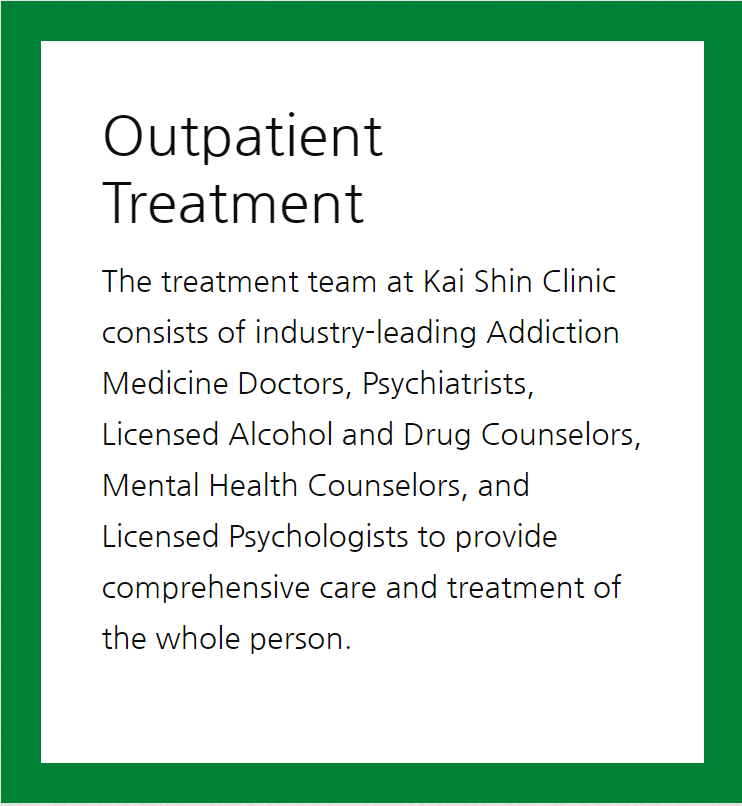 Outpatient
Treatment
The treatment team at Kai Shin Clinic
consists of industry-leading Addiction
Medicine Doctors, Psychiatrists,
Licensed Alcohol and Drug Counselors,
Mental Health Counselors, and
Licensed Psychologists to provide
comprehensive care and treatment of
the whole person.